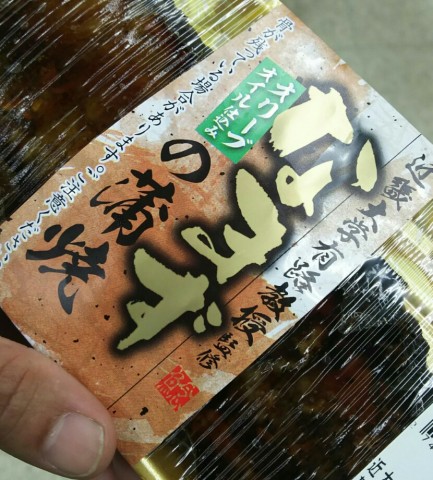 近畿大学有路教授監修
なまずの蒲焼
オリーブ
オイル仕込み
骨が残っている場合があります。ご注意ください